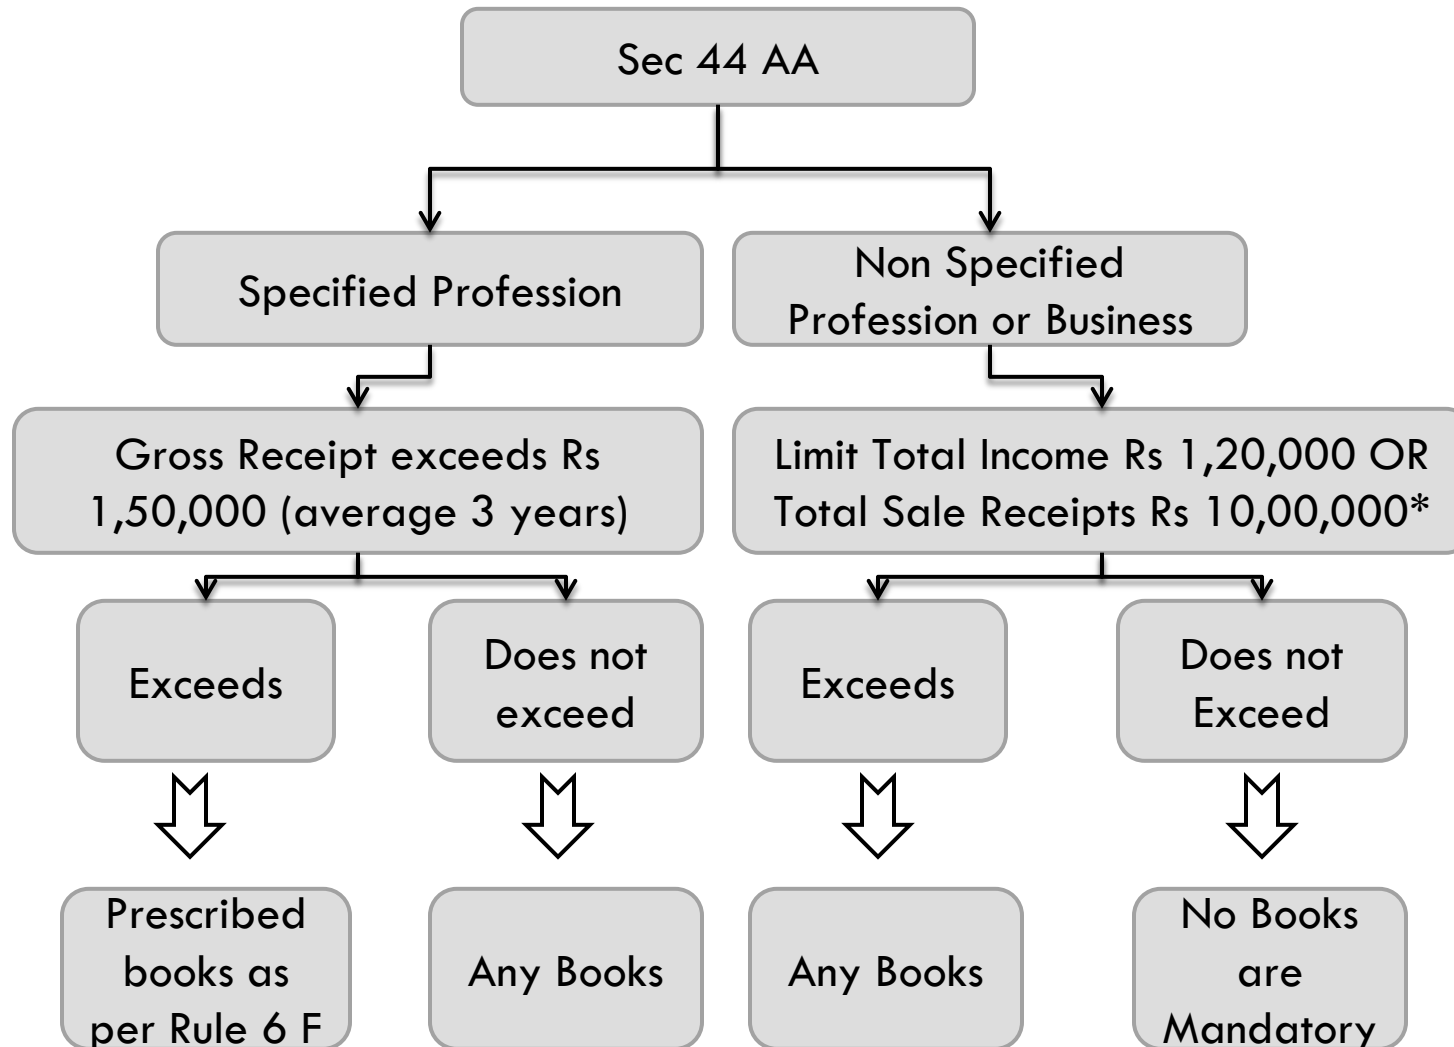 Sec 44 AA
Specified Profession
Non Specified
Profession or Business
Gross Receipt exceeds Rs
1,50,000 (average 3 years)
Limit Total Income Rs 1,20,000 OR
Total Sale Receipts Rs 10,00,000*
Exceeds
Does not
exceed
Exceeds
Does not
Exceed
Prescribed
books as
per Rule 6 F
Any Books
Any Books
No Books
are
Mandatory